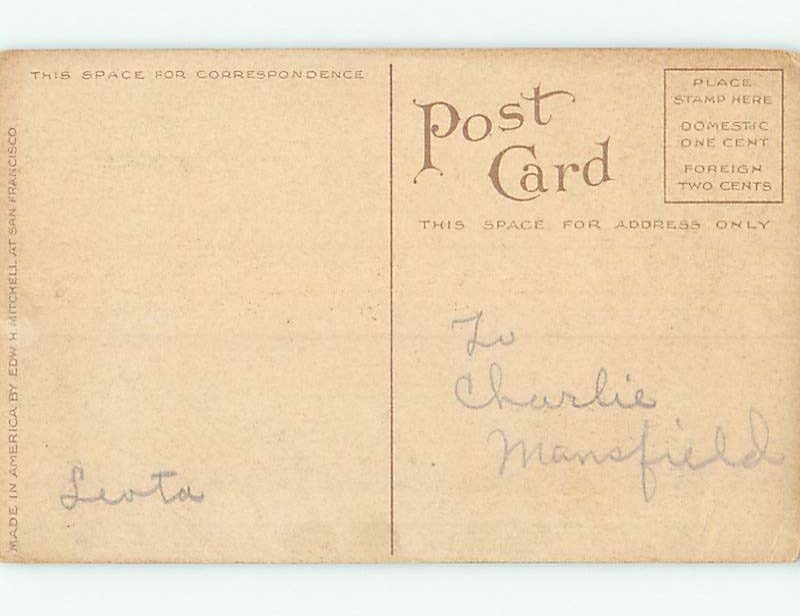 THIS SPACE FOR CORRESPONDENCE
Post
Card
PLACE
STAMP HERE
DOMESTIC
ONE CENT
FOREIGN
TWO CENTS
THIS SPACE FOR ADDRESS ONLY
MADE IN AMERICA BY EDW. H. MITCHELL AT SAN FRANCISCO
To
Charlie
Mansfield
Leota